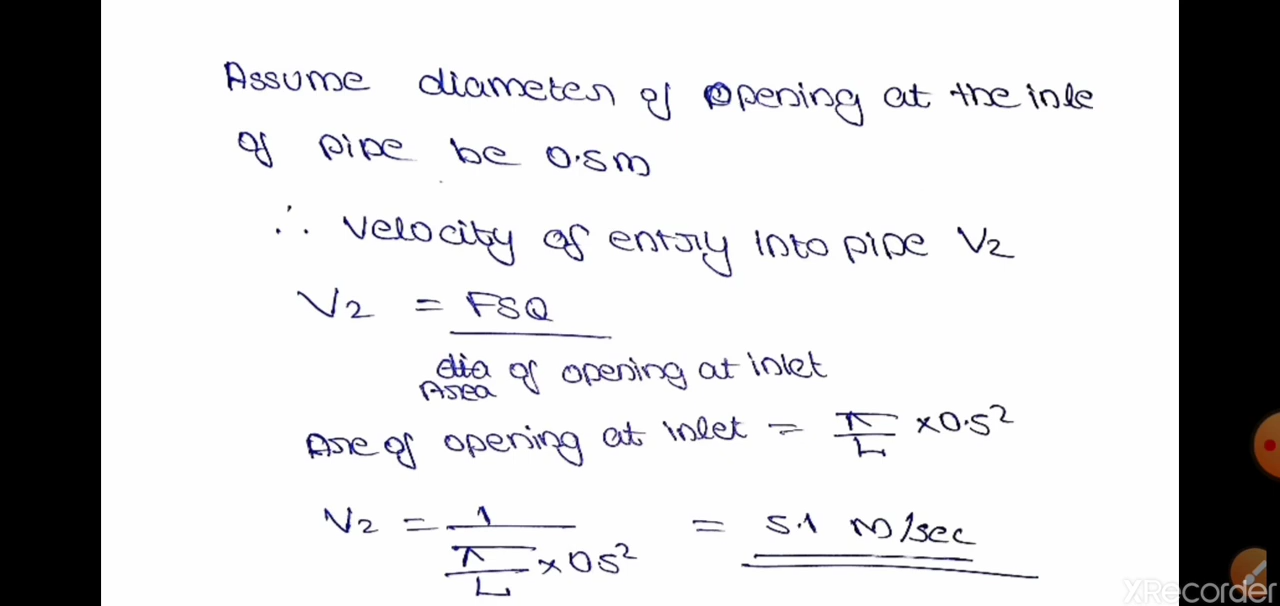 Assume diameter of opening at the inle
of pipe be 0.5m
∴ velocity of entry into pipe V2
V2 = FSQ
dia of opening at inlet
Area
Are of opening at inlet = π/4 × 0.5²
V2 = 1 / π/4 × 05² = 5.1 m/sec
XRecorder